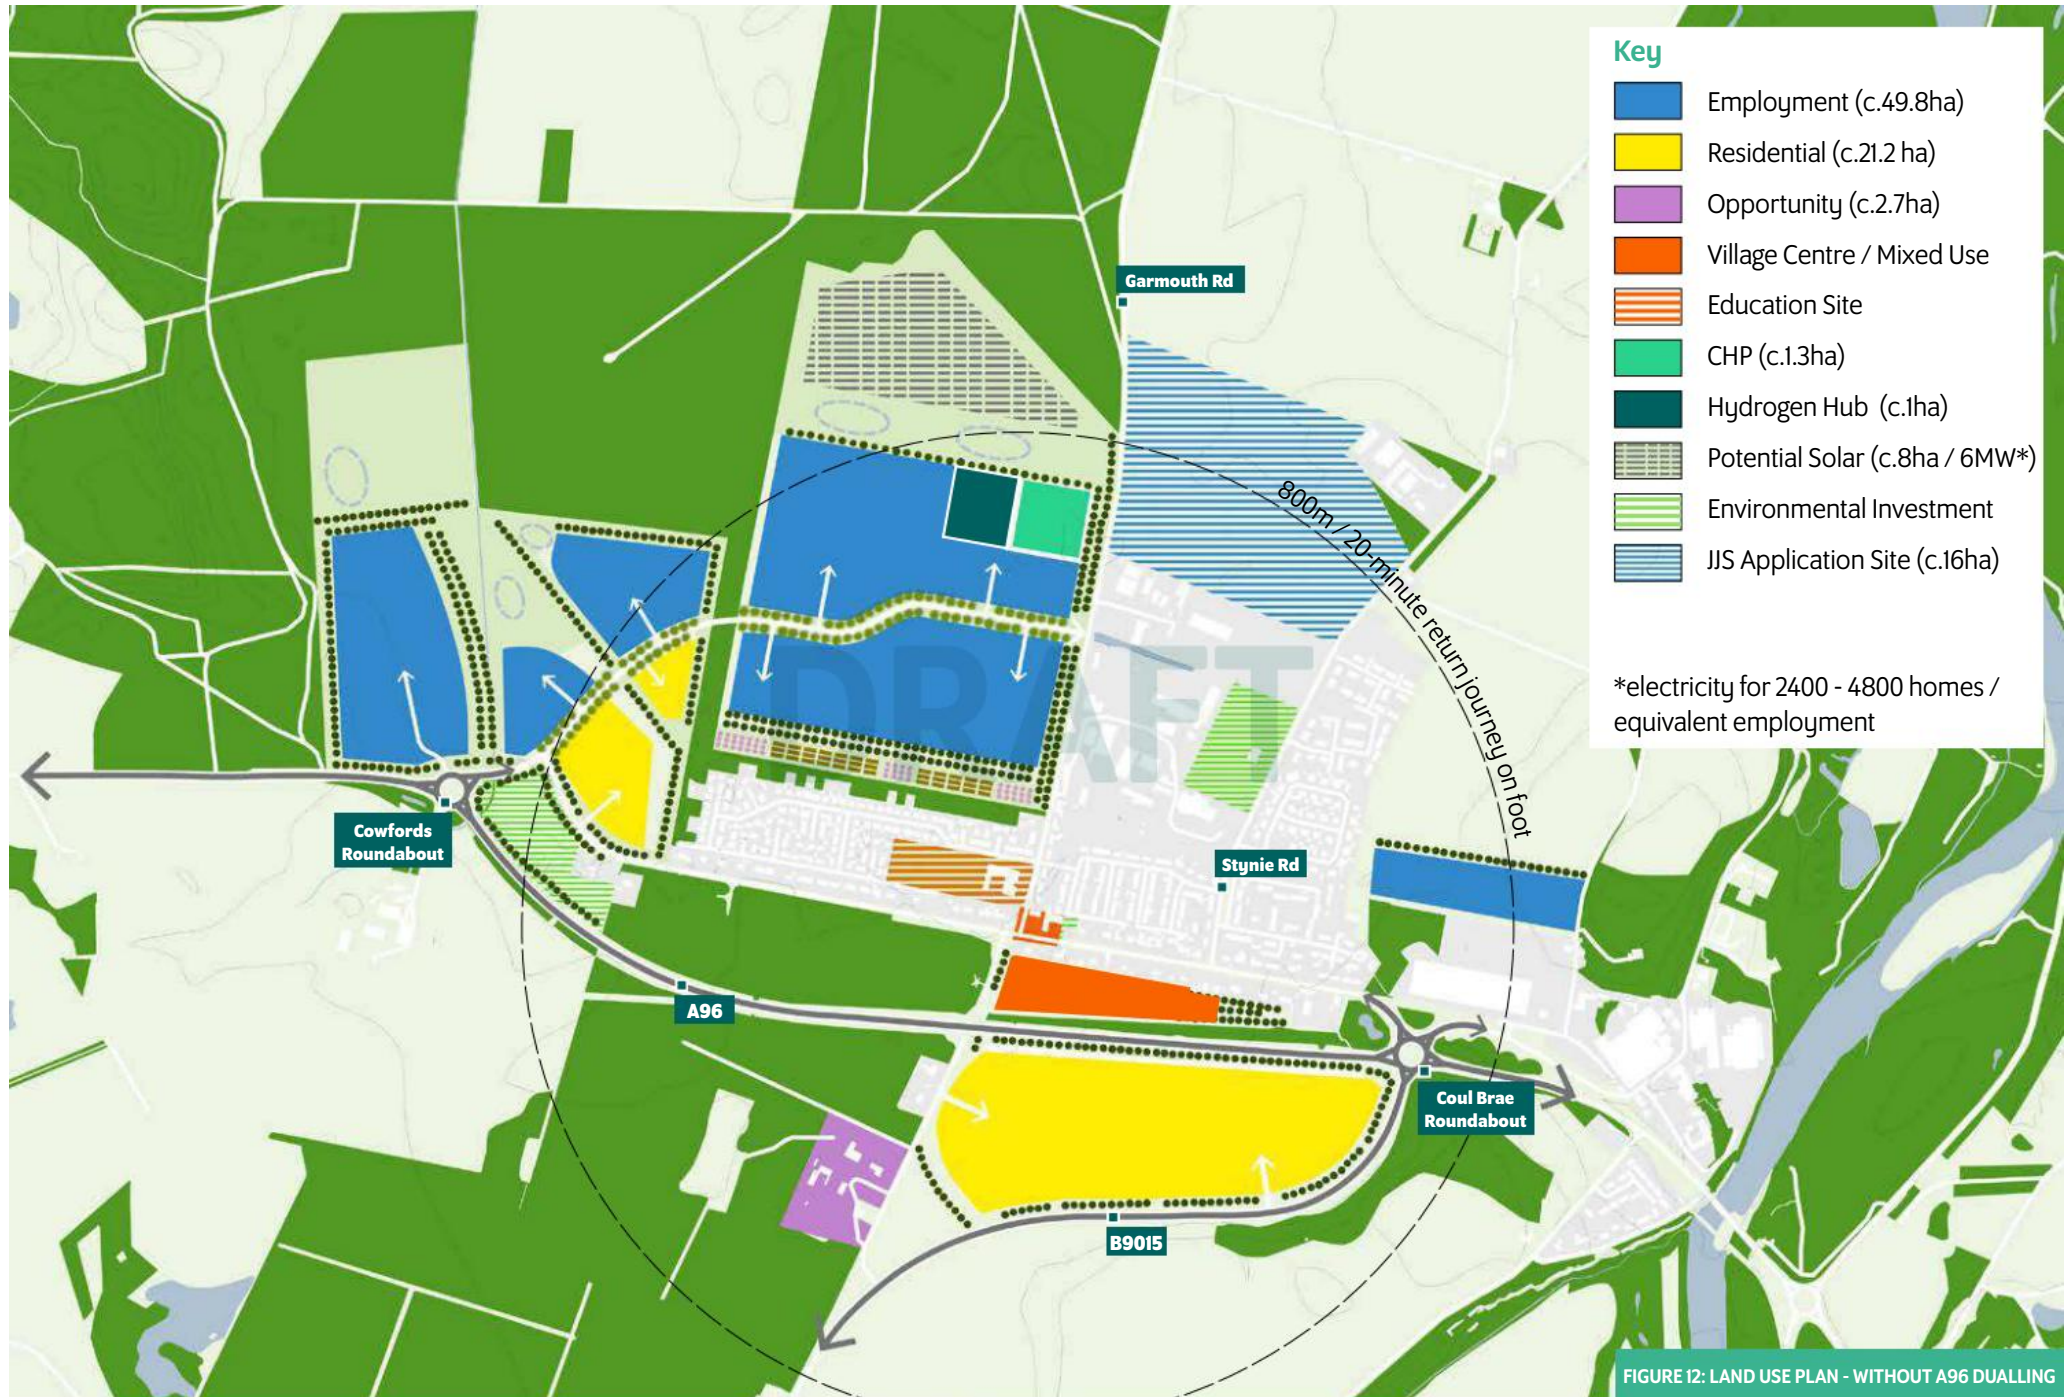 Key
Employment (c.49.8ha)
Residential (c.21.2 ha)
Opportunity (c.2.7ha)
Village Centre / Mixed Use
Education Site
CHP (c.1.3ha)
Hydrogen Hub (c.1ha)
Potential Solar (c.8ha / 6MW*)
Environmental Investment
JJS Application Site (c.16ha)
*electricity for 2400 - 4800 homes /
equivalent employment
Garmouth Rd
800m / 20-minute return journey on foot
DRAFT
Cowfords
Roundabout
Stynie Rd
A96
Coul Brae
Roundabout
B9015
FIGURE 12: LAND USE PLAN - WITHOUT A96 DUALLING